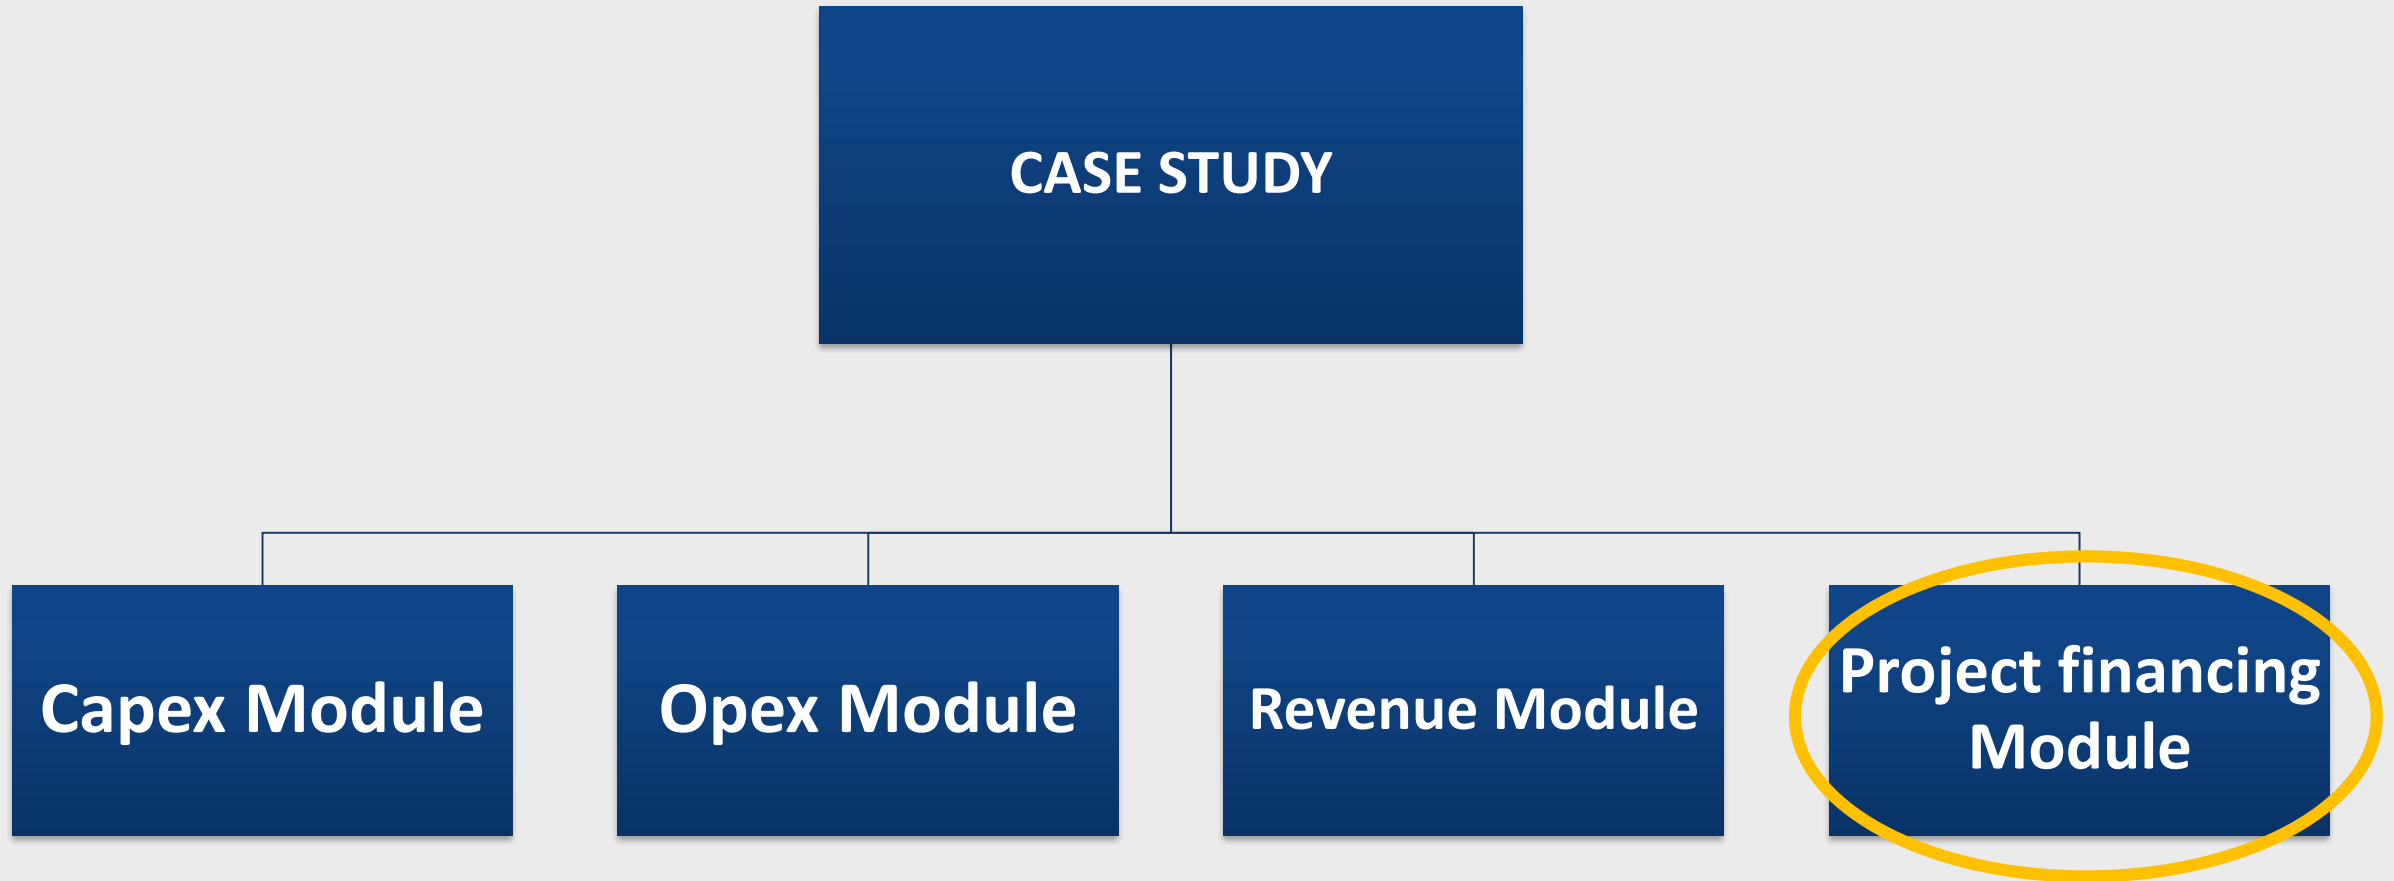 CASE STUDY
Capex Module
Opex Module
Revenue Module
Project financing
Module